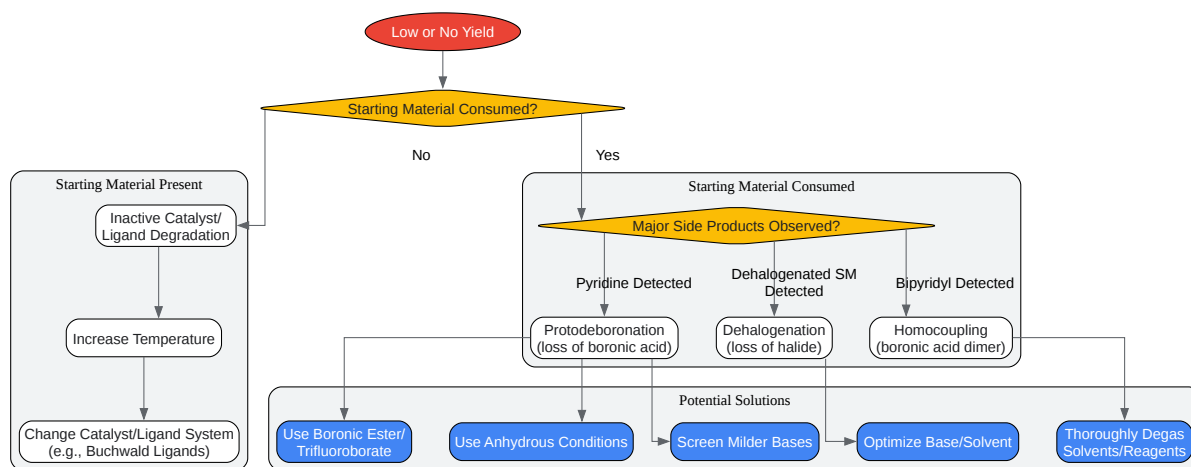 Low or No Yield
Starting Material Consumed?
No
Yes
Starting Material Present
Inactive Catalyst/
Ligand Degradation
Increase Temperature
Change Catalyst/Ligand System
(e.g., Buchwald Ligands)
Starting Material Consumed
Major Side Products Observed?
Pyridine Detected
Dehalogenated SM
Detected
Bipyridyl Detected
Protodeboronation
(loss of boronic acid)
Dehalogenation
(loss of halide)
Homocoupling
(boronic acid dimer)
Potential Solutions
Use Boronic Ester/
Trifluoroborate
Use Anhydrous Conditions
Screen Milder Bases
Optimize Base/Solvent
Thoroughly Degas
Solvents/Reagents